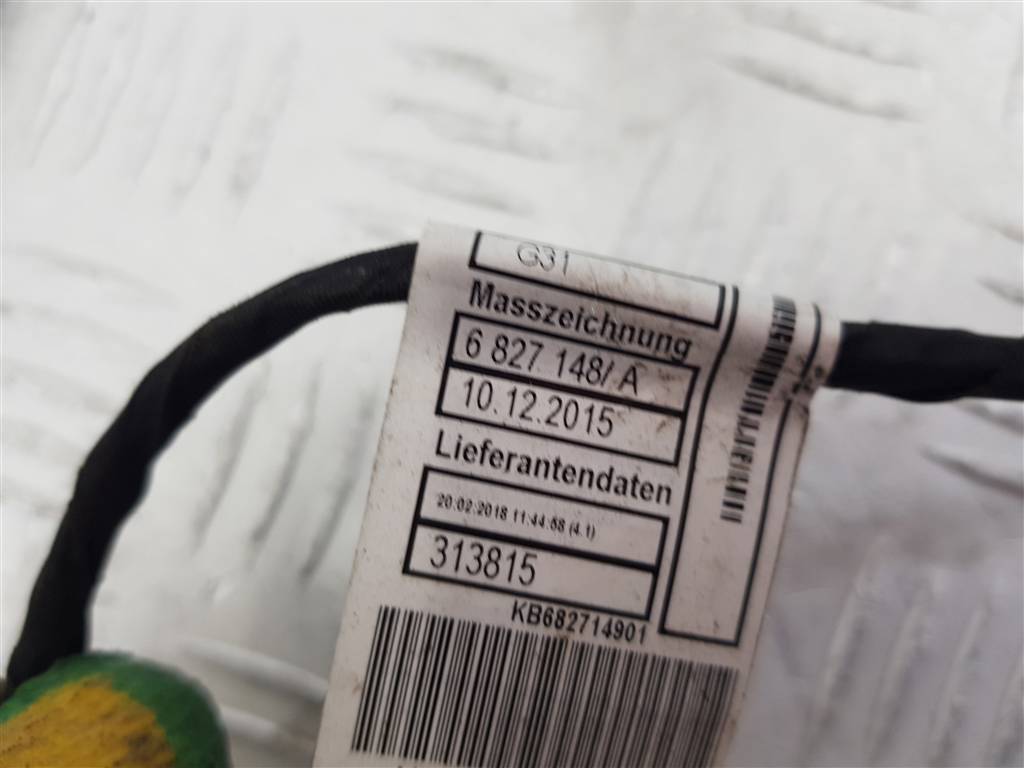 G31
Masszeichnung
6 827 148/ A
10.12.2015
Lieferantendaten
20.02.2018 11:44:58 (4.1)
313815
KB682714901